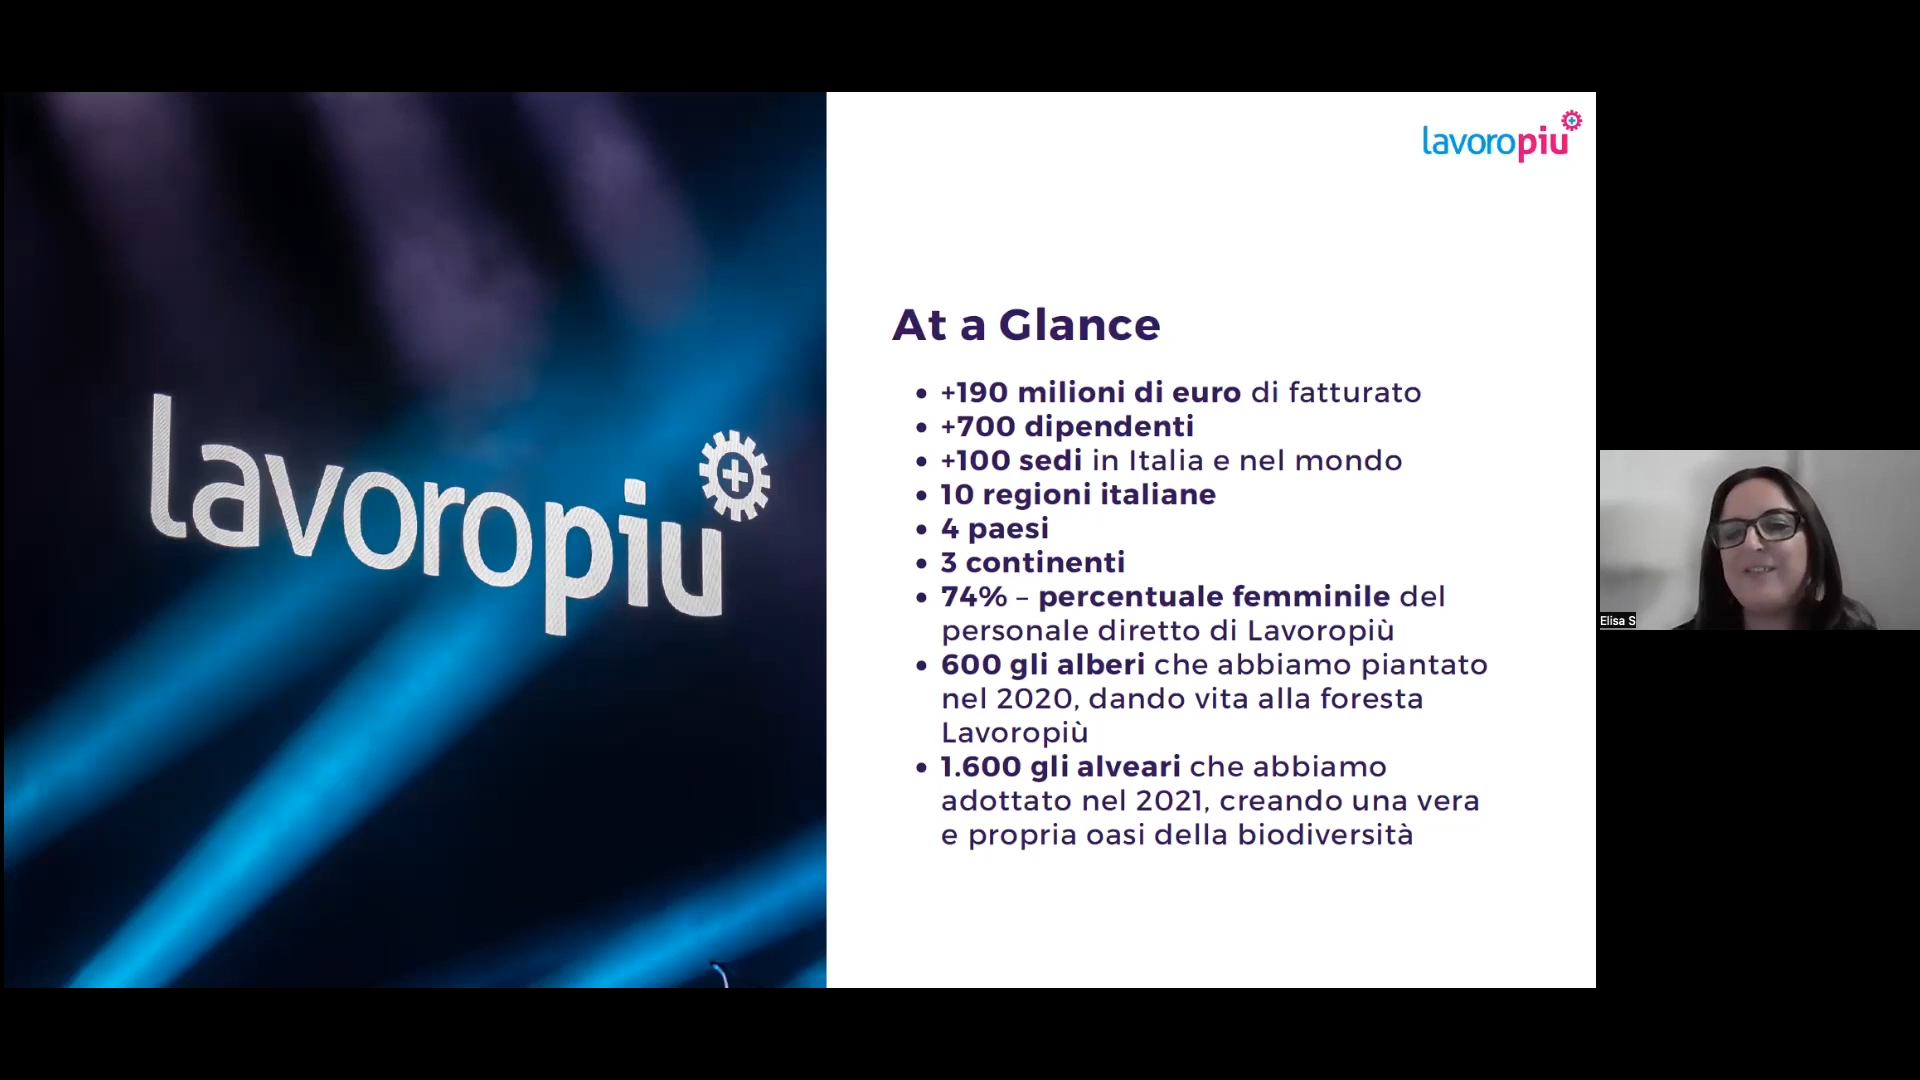 lavoropiu
lavoropiu
At a Glance
• +190 milioni di euro di fatturato
• +700 dipendenti
• +100 sedi in Italia e nel mondo
• 10 regioni italiane
• 4 paesi
• 3 continenti
• 74% – percentuale femminile del
personale diretto di Lavoropiù
• 600 gli alberi che abbiamo piantato
nel 2020, dando vita alla foresta
Lavoropiù
• 1.600 gli alveari che abbiamo
adottato nel 2021, creando una vera
e propria oasi della biodiversità
Elisa S